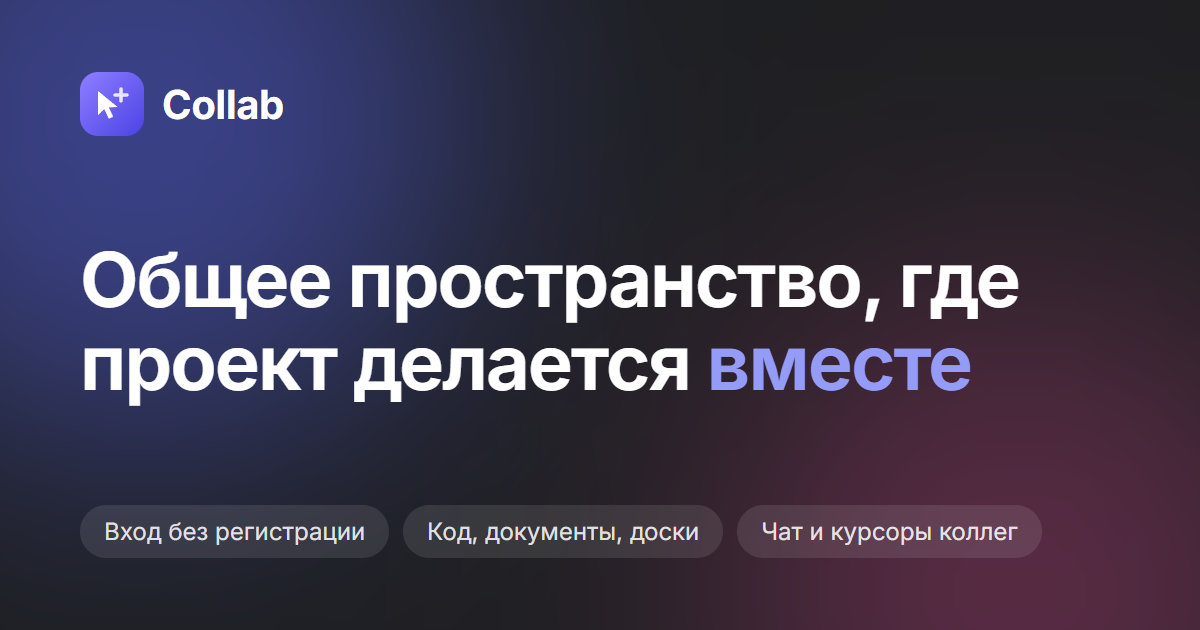 Collab
Общее пространство, где
проект делается вместе
Вход без регистрации
Код, документы, доски
Чат и курсоры коллег